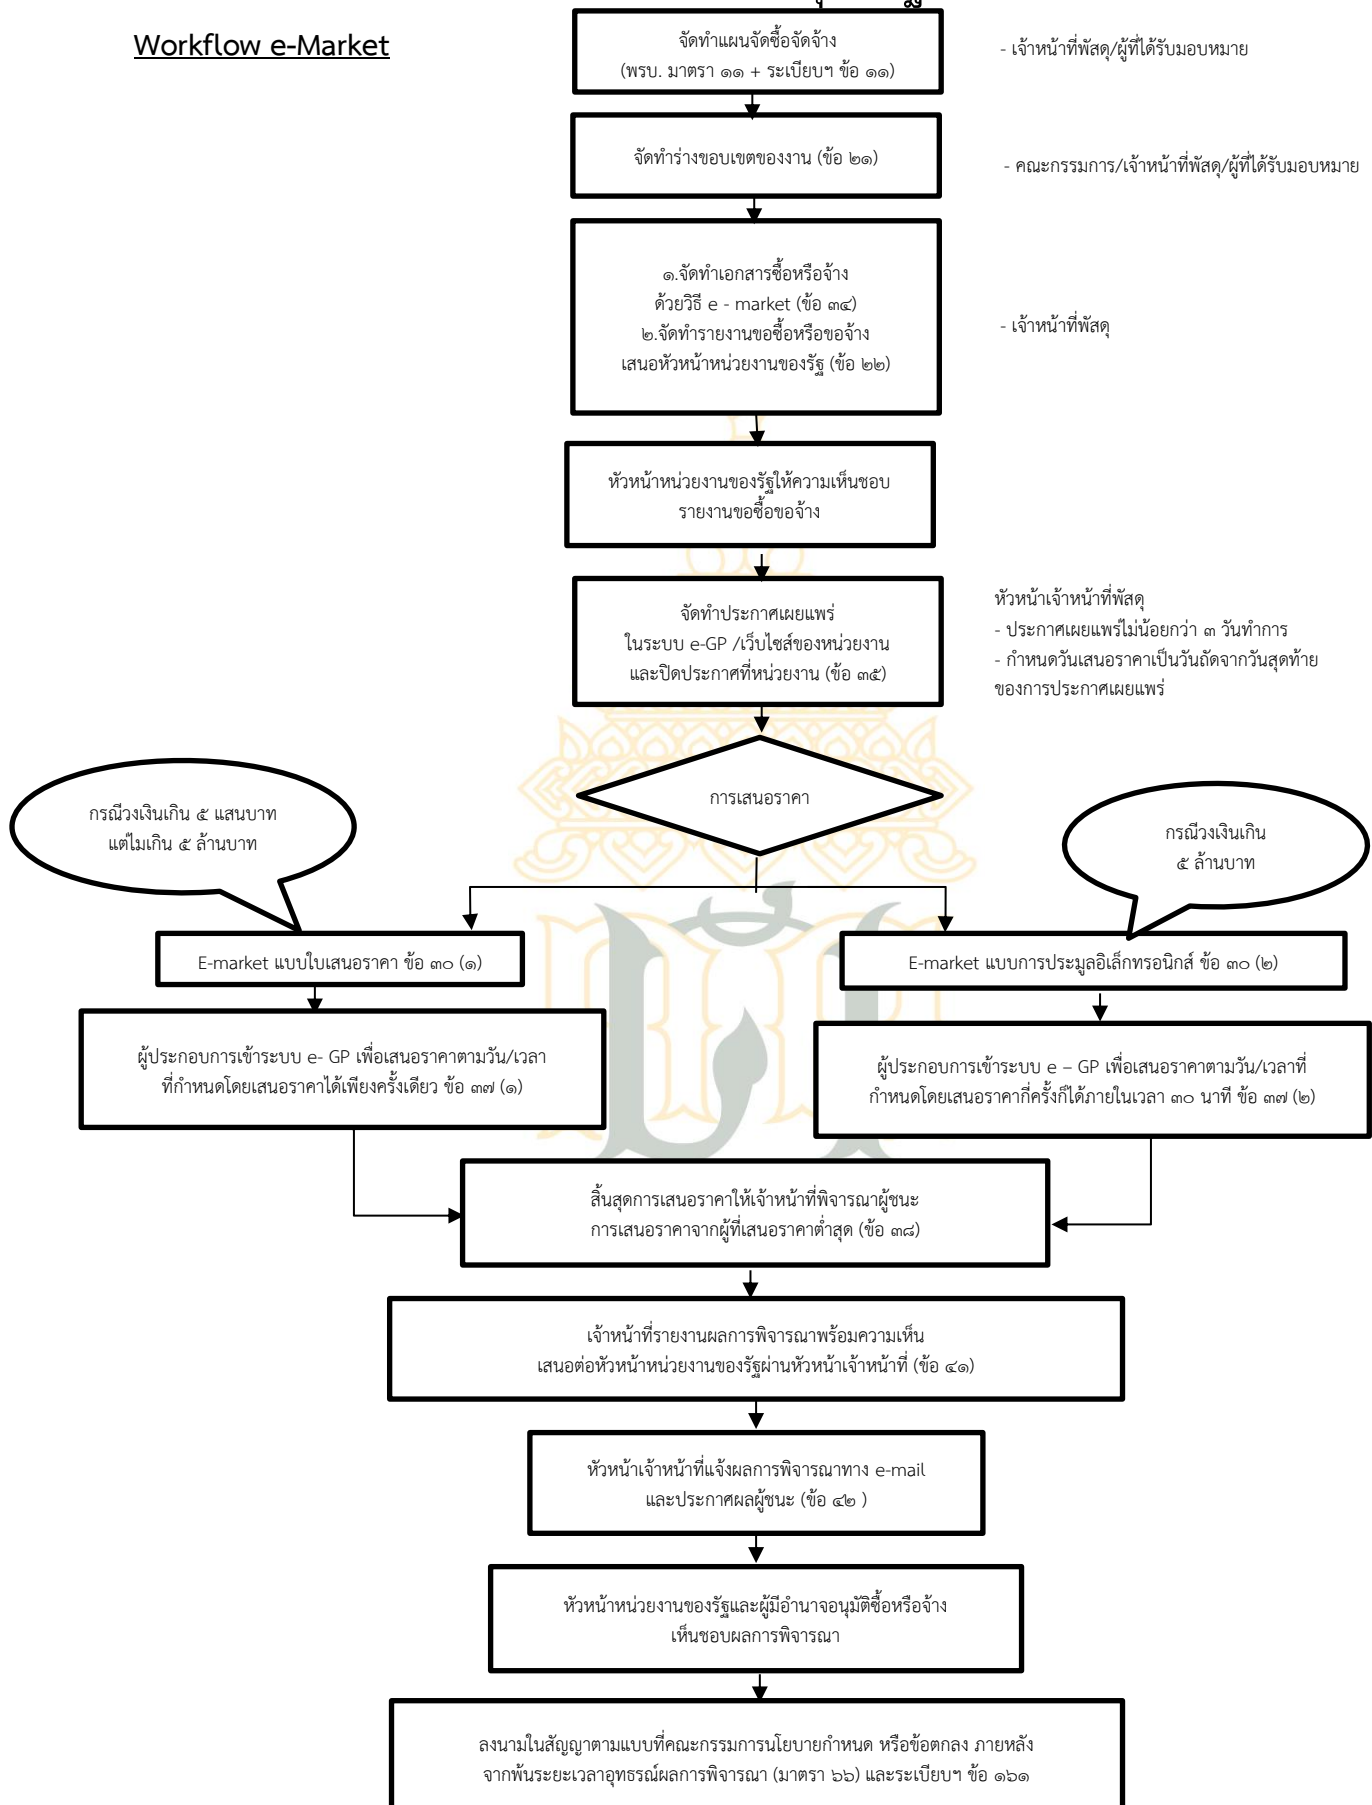 Workflow e-Market
จัดทำแผนจัดซื้อจัดจ้าง
(พรบ. มาตรา ๑๑ + ระเบียบฯ ข้อ ๑๑)
- เจ้าหน้าที่พัสดุ/ผู้ที่ได้รับมอบหมาย
จัดทำร่างขอบเขตของงาน (ข้อ ๒๑)
- คณะกรรมการ/เจ้าหน้าที่พัสดุ/ผู้ที่ได้รับมอบหมาย
๑.จัดทำเอกสารซื้อหรือจ้าง
ด้วยวิธี e - market (ข้อ ๓๔)
๒.จัดทำรายงานขอซื้อหรือขอจ้าง
เสนอหัวหน้าหน่วยงานของรัฐ (ข้อ ๒๒)
- เจ้าหน้าที่พัสดุ
หัวหน้าหน่วยงานของรัฐให้ความเห็นชอบ
รายงานขอซื้อขอจ้าง
จัดทำประกาศเผยแพร่
ในระบบ e-GP /เว็บไซส์ของหน่วยงาน
และปิดประกาศที่หน่วยงาน (ข้อ ๓๕)
หัวหน้าเจ้าหน้าที่พัสดุ
- ประกาศเผยแพร่ไม่น้อยกว่า ๓ วันทำการ
- กำหนดวันเสนอราคาเป็นวันถัดจากวันสุดท้าย
ของการประกาศเผยแพร่
การเสนอราคา
กรณีวงเงินเกิน ๕ แสนบาท
แต่ไมเกิน ๕ ล้านบาท
กรณีวงเงินเกิน
๕ ล้านบาท
E-market แบบใบเสนอราคา ข้อ ๓๐ (๑)
E-market แบบการประมูลอิเล็กทรอนิกส์ ข้อ ๓๐ (๒)
ผู้ประกอบการเข้าระบบ e- GP เพื่อเสนอราคาตามวัน/เวลา
ที่กำหนดโดยเสนอราคาได้เพียงครั้งเดียว ข้อ ๓๗ (๑)
ผู้ประกอบการเข้าระบบ e – GP เพื่อเสนอราคาตามวัน/เวลาที่
กำหนดโดยเสนอราคากี่ครั้งก็ได้ภายในเวลา ๓๐ นาที ข้อ ๓๗ (๒)
สิ้นสุดการเสนอราคาให้เจ้าหน้าที่พิจารณาผู้ชนะ
การเสนอราคาจากผู้ที่เสนอราคาต่ำสุด (ข้อ ๓๘)
เจ้าหน้าที่รายงานผลการพิจารณาพร้อมความเห็น
เสนอต่อหัวหน้าหน่วยงานของรัฐผ่านหัวหน้าเจ้าหน้าที่ (ข้อ ๔๑)
หัวหน้าเจ้าหน้าที่แจ้งผลการพิจารณาทาง e-mail
และประกาศผลผู้ชนะ (ข้อ ๔๒ )
หัวหน้าหน่วยงานของรัฐและผู้มีอำนาจอนุมัติซื้อหรือจ้าง
เห็นชอบผลการพิจารณา
ลงนามในสัญญาตามแบบที่คณะกรรมการนโยบายกำหนด หรือข้อตกลง ภายหลัง
จากพ้นระยะเวลาอุทธรณ์ผลการพิจารณา (มาตรา ๖๖) และระเบียบฯ ข้อ ๑๖๑